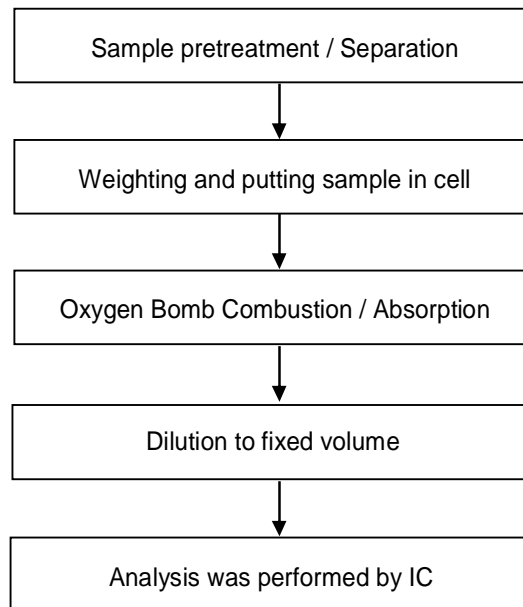 Sample pretreatment / Separation
Weighting and putting sample in cell
Oxygen Bomb Combustion / Absorption
Dilution to fixed volume
Analysis was performed by IC